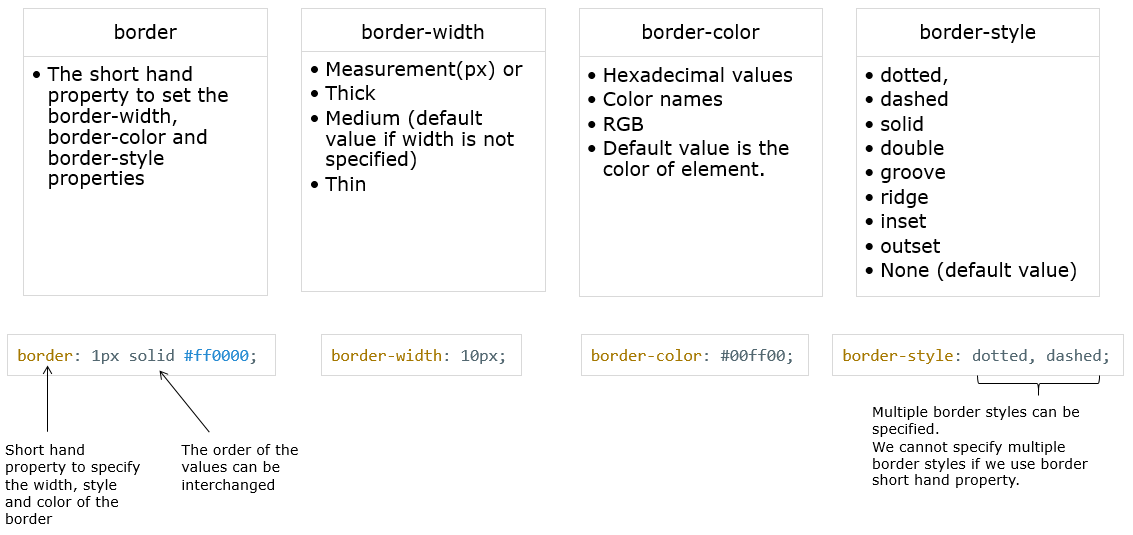 border
• The short hand
property to set the
border-width,
border-color and
border-style
properties
border-width
• Measurement(px) or
• Thick
• Medium (default
value if width is not
specified)
• Thin
border-color
• Hexadecimal values
• Color names
• RGB
• Default value is the
color of element.
border-style
• dotted,
• dashed
• solid
• double
• groove
• ridge
• inset
• outset
• None (default value)
border: 1px solid #ff0000;
border-width: 10px;
border-color: #00ff00;
border-style: dotted, dashed;
Short hand
property to specify
the width, style
and color of the
border
The order of the
values can be
interchanged
Multiple border styles can be
specified.
We cannot specify multiple
border styles if we use border
short hand property.